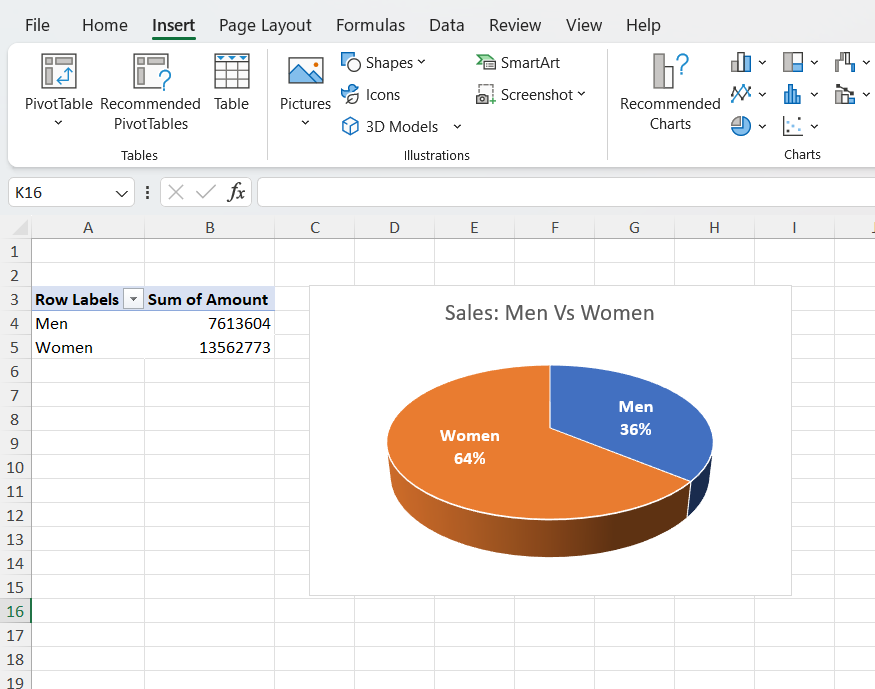 File Home Insert Page Layout Formulas Data Review View Help
PivotTable Recommended PivotTables Table
Tables
Pictures Shapes Icons 3D Models SmartArt Screenshot
Illustrations
Recommended Charts
Charts
K16 fx
A B C D E F G H I J
1
2
3 Row Labels Sum of Amount
4 Men 7613604
5 Women 13562773
6
7
8
9
10
11
12
13
14
15
16
17
18
19
Sales: Men Vs Women
Men
36%
Women
64%